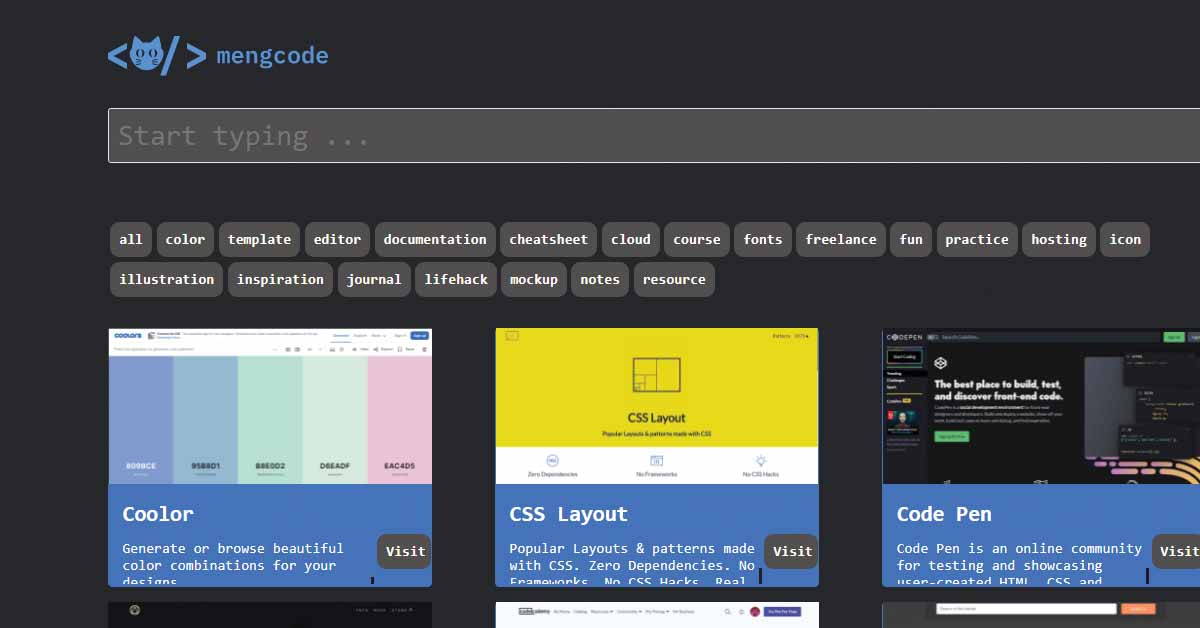 mengcode
Start typing ...
all color template editor documentation cheatsheet cloud course fonts freelance fun practice hosting icon
illustration inspiration journal lifehack mockup notes resource
coolors
8098CE 95B8D1 B8E0D2 D6EADF EAC4D5
CSS Layout
Popular Layouts & patterns made with CSS
Zero Dependencies No Frameworks No CSS Hacks
CODEPEN
Start Coding
The best place to build, test,
and discover front-end code.
Coolor
Generate or browse beautiful
color combinations for your
designs
Visit
CSS Layout
Popular Layouts & patterns made
with CSS. Zero Dependencies. No
Frameworks. No CSS Hacks. Real
Visit
Code Pen
Code Pen is an online community
for testing and showcasing
user-created HTML, CSS and
Visit